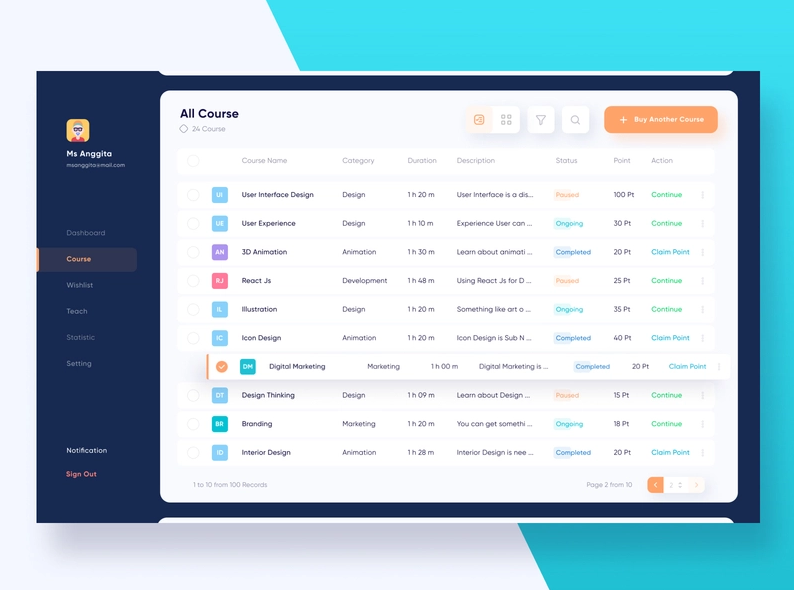 All Course
24 Course
Buy Another Course
Ms Anggita
msanggita@mail.com
Dashboard
Course
Wishlist
Teach
Statistic
Setting
Notification
Sign Out
Course Name Category Duration Description Status Point Action
UI User Interface Design Design 1 h 20 m User Interface is a dis... Paused 100 Pt Continue
UE User Experience Design 1 h 10 m Experience User can ... Ongoing 30 Pt Continue
AN 3D Animation Animation 1 h 30 m Learn about animati ... Completed 20 Pt Claim Point
RJ React Js Development 1 h 48 m Using React Js for D ... Paused 25 Pt Continue
IL Illustration Design 1 h 20 m Something like art o ... Ongoing 35 Pt Continue
IC Icon Design Animation 1 h 20 m Icon Design is Sub N ... Completed 40 Pt Claim Point
DM Digital Marketing Marketing 1 h 00 m Digital Marketing is ... Completed 20 Pt Claim Point
DT Design Thinking Design 1 h 09 m Learn about Design ... Paused 15 Pt Continue
BR Branding Marketing 1 h 20 m You can get somethi ... Ongoing 18 Pt Continue
ID Interior Design Animation 1 h 28 m Interior Design is nee ... Completed 20 Pt Claim Point
1 to 10 from 100 Records
Page 2 from 10
2